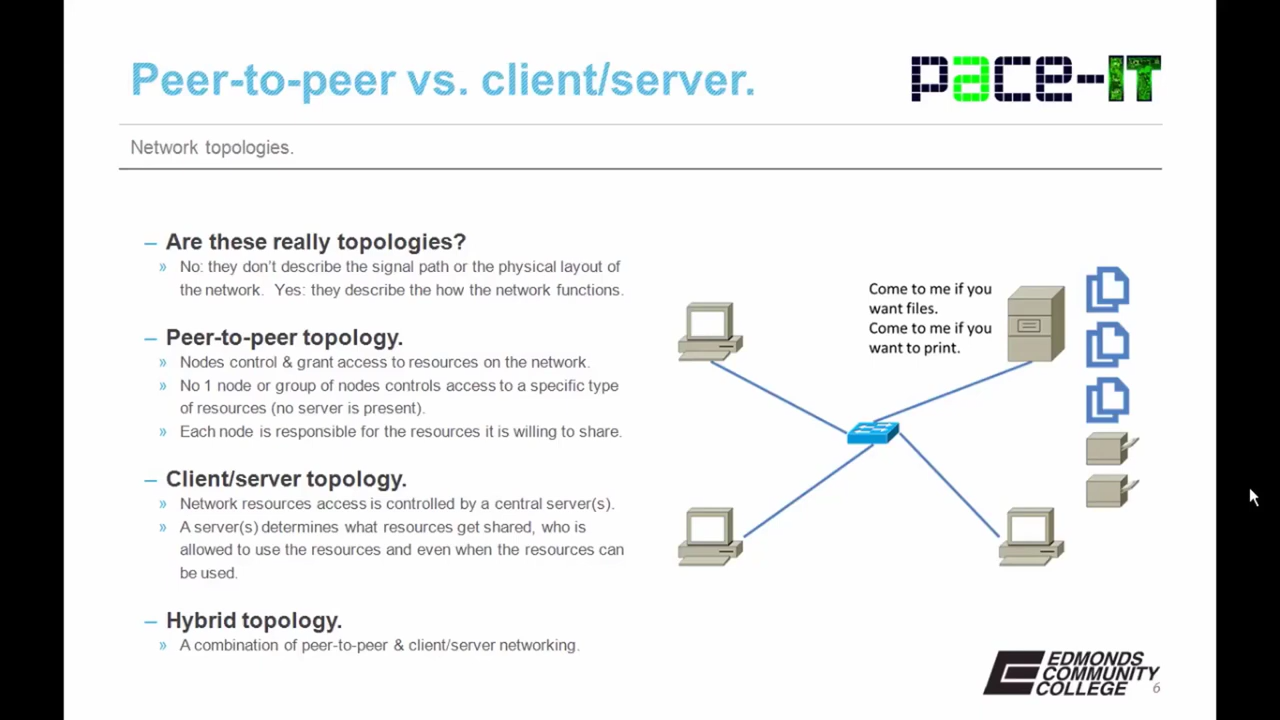 Peer-to-peer vs. client/server.
pace-IT
Network topologies.
– Are these really topologies?
» No: they don't describe the signal path or the physical layout of
the network. Yes: they describe the how the network functions.
– Peer-to-peer topology.
» Nodes control & grant access to resources on the network.
» No 1 node or group of nodes controls access to a specific type
of resources (no server is present).
» Each node is responsible for the resources it is willing to share.
– Client/server topology.
» Network resources access is controlled by a central server(s).
» A server(s) determines what resources get shared, who is
allowed to use the resources and even when the resources can
be used.
– Hybrid topology.
» A combination of peer-to-peer & client/server networking.
Come to me if you
want files.
Come to me if you
want to print.
EDMONDS
COMMUNITY
COLLEGE
6